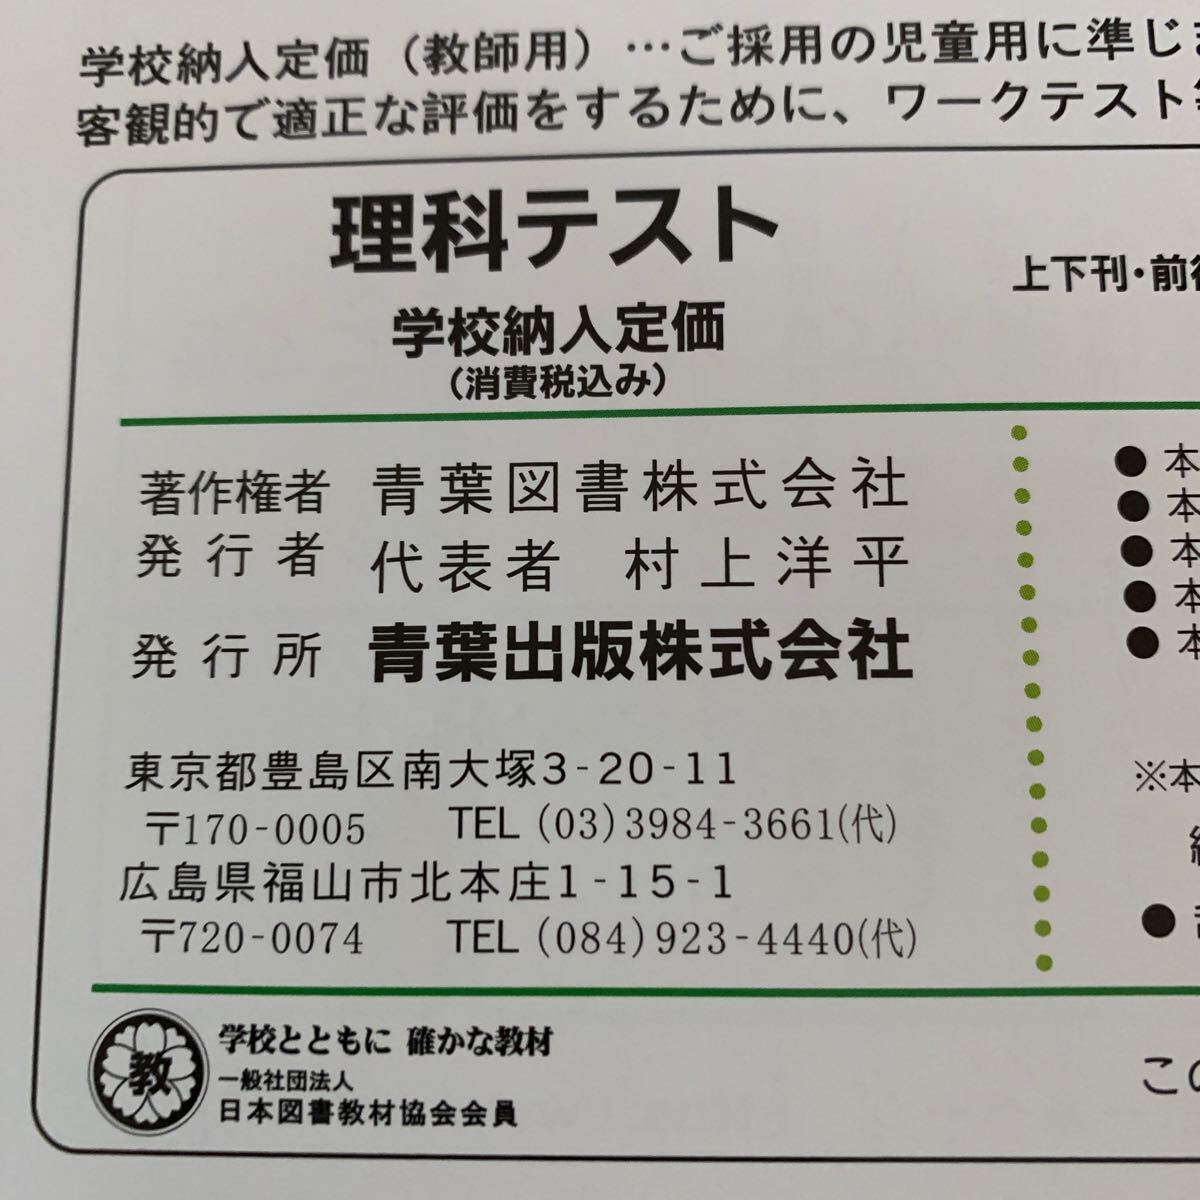 学校納入定価(教師用)…ご採用の児童用に準じ
客観的で適正な評価をするために、ワークテスト
理科テスト
学校納入定価
(消費税込み)
上下刊・前
著作権者 青葉図書株式会社
発行者 代表者 村上洋平
発行所 青葉出版株式会社
東京都豊島区南大塚3-20-11
〒170-0005 TEL (03)3984-3661(代)
広島県福山市北本庄1-15-1
〒720-0074 TEL (084)923-4440(代)
● 本
● 本
● 本
● 本
● 本
※本
●
教
学校とともに 確かな教材
一般社団法人
日本図書教材協会会員
この